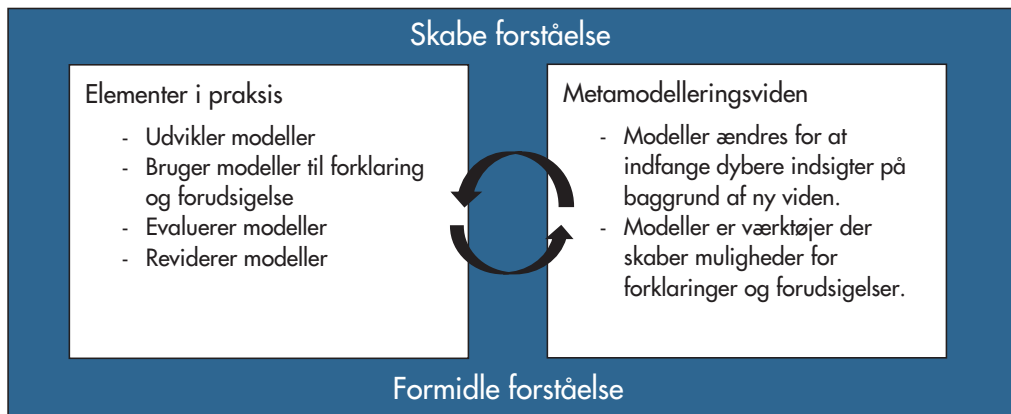 Skabe forståelse
Elementer i praksis
- Udvikler modeller
- Bruger modeller til forklaring
og forudsigelse
- Evaluerer modeller
- Reviderer modeller
Metamodelleringsviden
- Modeller ændres for at
indfange dybere indsigter på
baggrund af ny viden.
- Modeller er værktøjer der
skaber muligheder for
forklaringer og forudsigelser.
Formidle forståelse